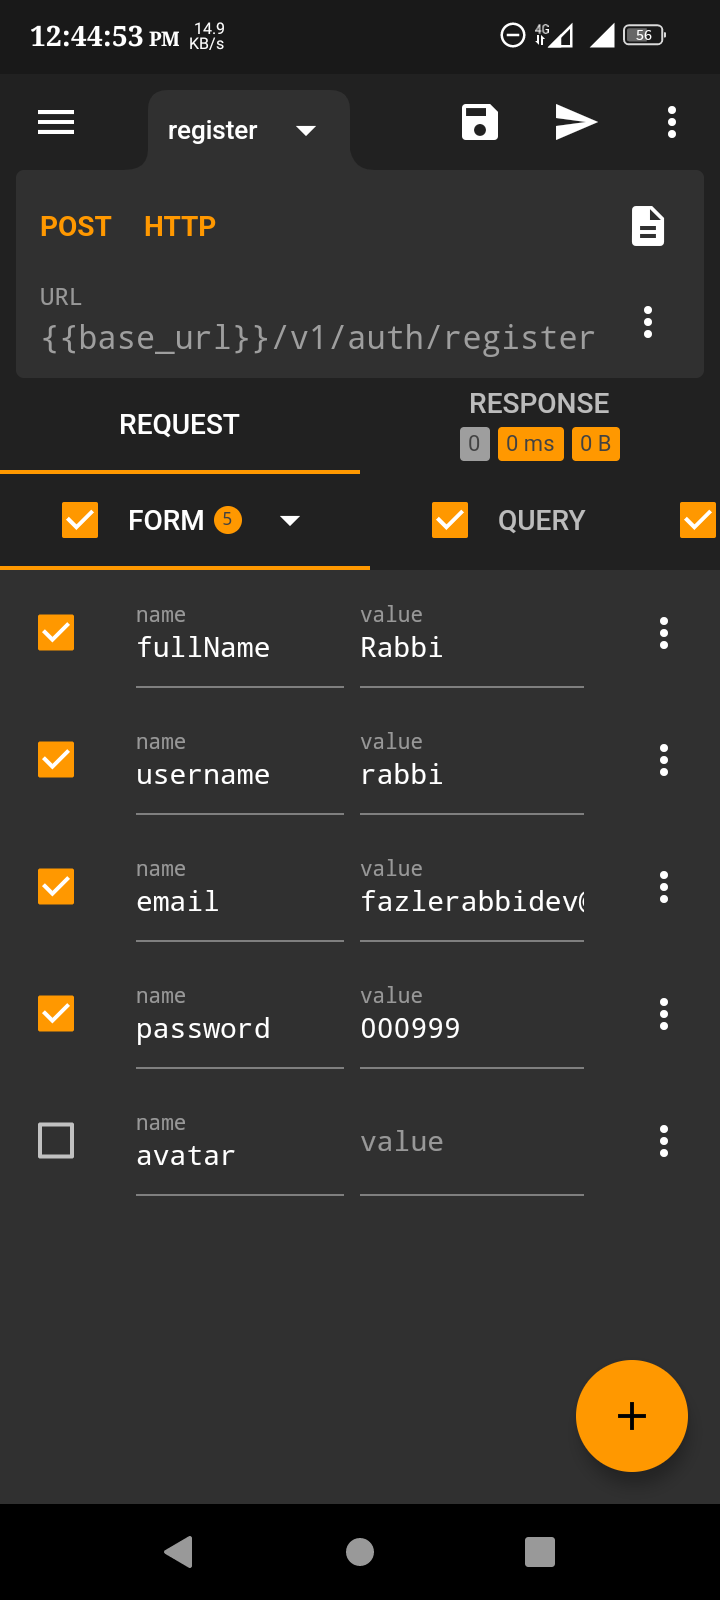 12:44:53 PM 14.9 KB/s 4G 56
register
POST HTTP
URL
{{base_url}}/v1/auth/register
REQUEST
RESPONSE
0 0 ms 0 B
FORM 5 QUERY
name value
fullName Rabbi
name value
username rabbi
name value
email fazlerabbidev@
name value
password 000999
name
avatar value